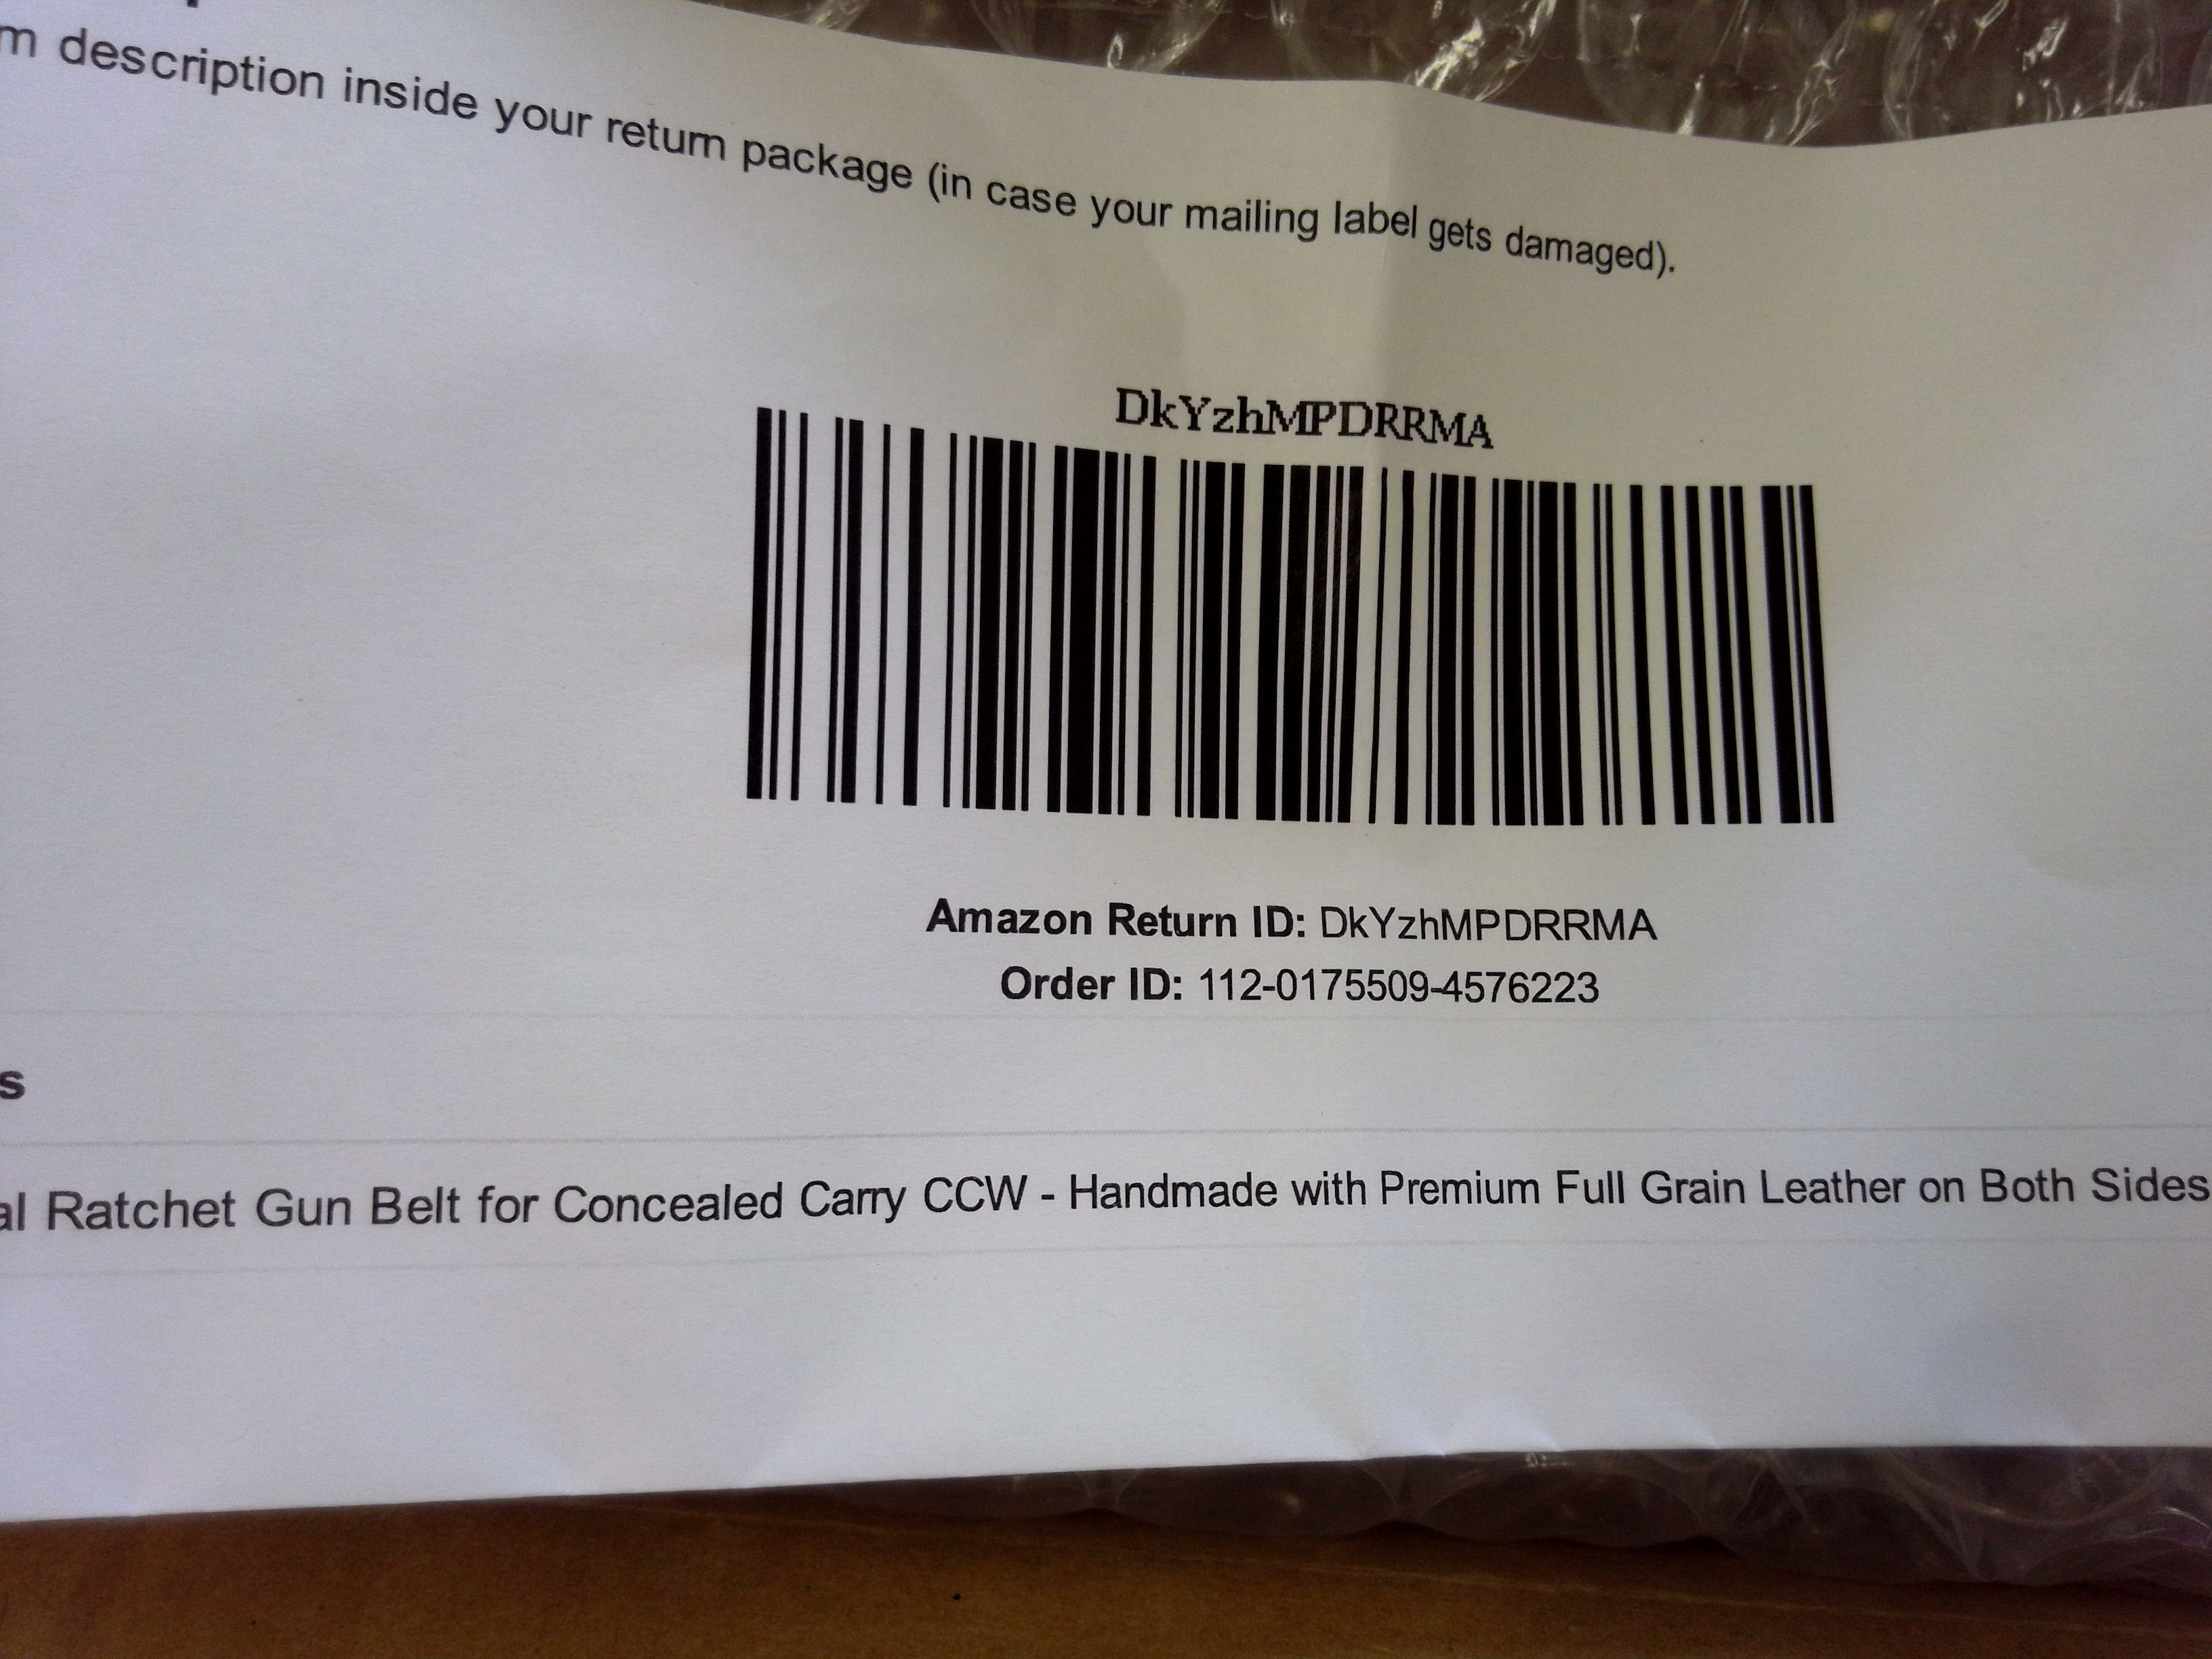 description inside your return package (in case your mailing label gets damaged).
DkYzhMPDRRMA
Amazon Return ID: DkYzhMPDRRMA
Order ID: 112-0175509-4576223
s
al Ratchet Gun Belt for Concealed Carry CCW - Handmade with Premium Full Grain Leather on Both Sides